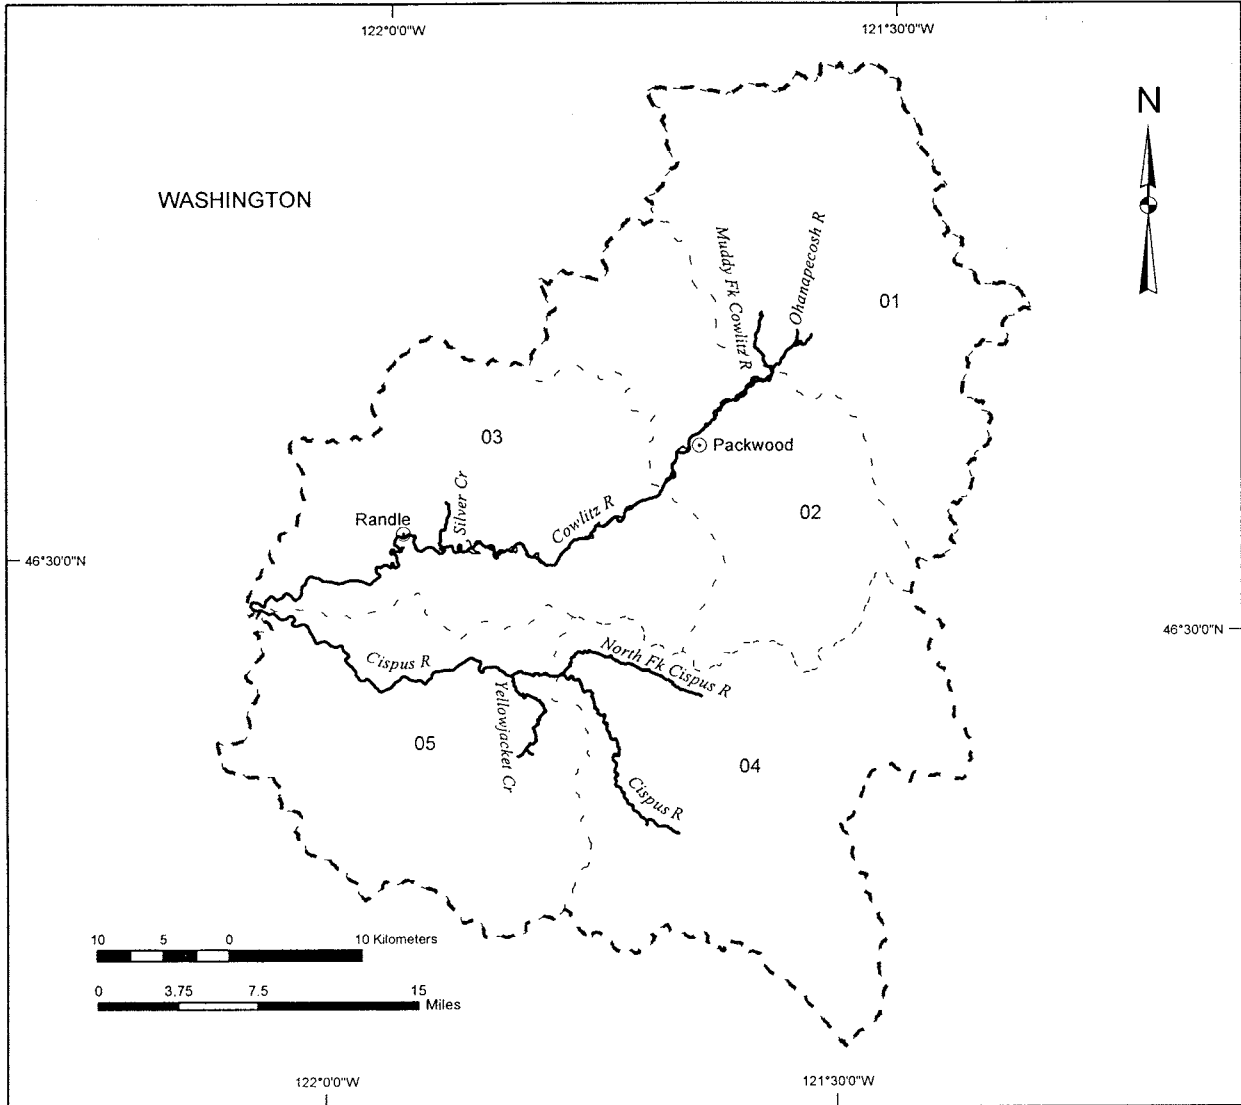 122°0'0"W
121°30'0"W
N
WASHINGTON
Muddy Fk Cowlitz R
Ohanapecosh R
01
03
Packwood
Silver Cr
Randle
Cowlitz R
02
46°30'0"N
46°30'0"N
Cispus R
North Fk Cispus R
Yellowjacket Cr
05
04
Cispus R
10 5 0 10 Kilometers
0 3.75 7.5 15
Miles
122°0'0"W
121°30'0"W